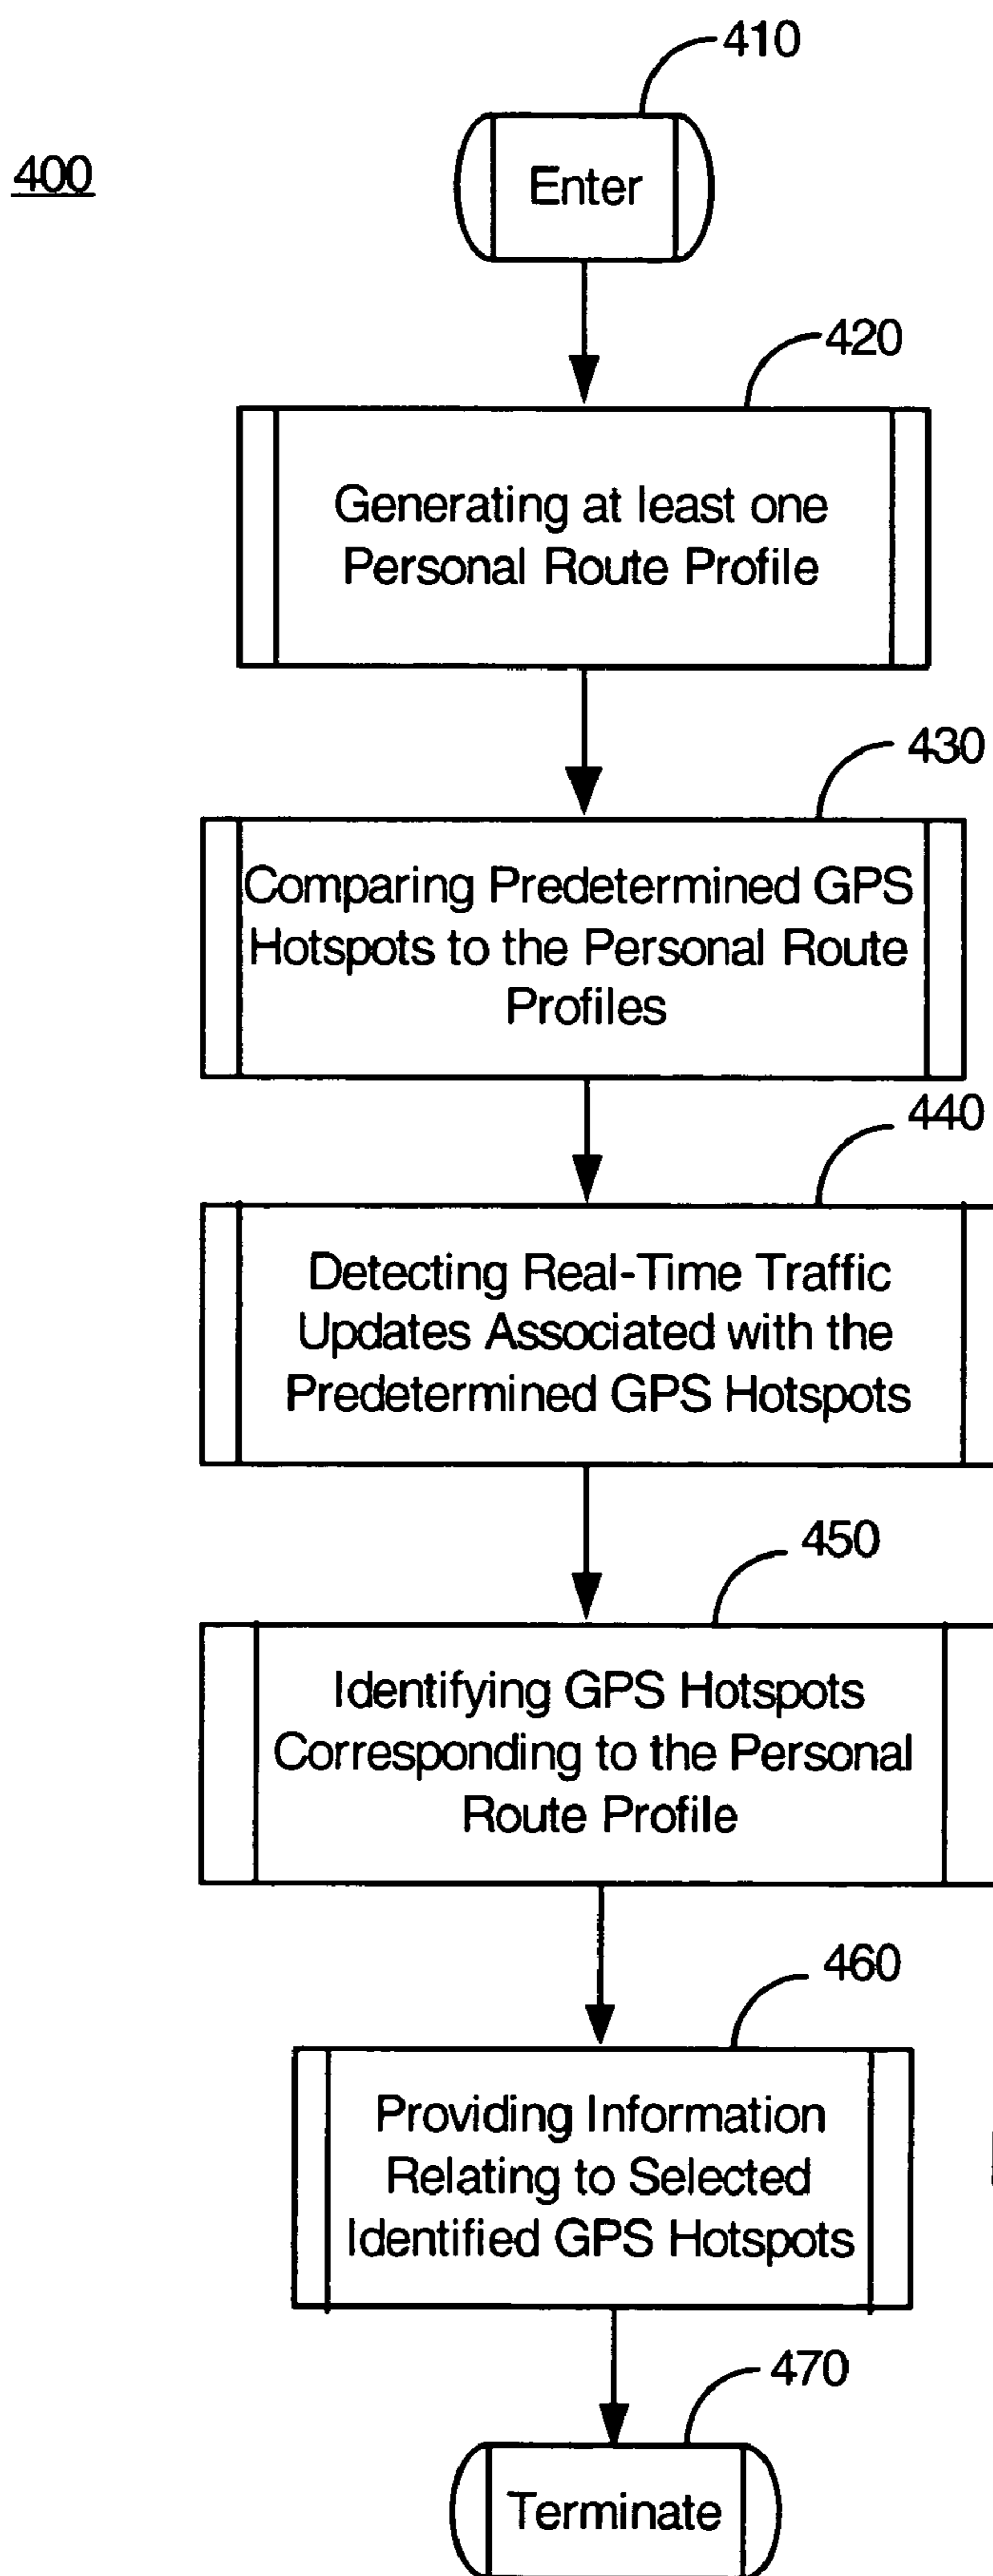 410
400
Enter
420
Generating at least one
Personal Route Profile
430
Comparing Predetermined GPS
Hotspots to the Personal Route
Profiles
440
Detecting Real-Time Traffic
Updates Associated with the
Predetermined GPS Hotspots
450
Identifying GPS Hotspots
Corresponding to the Personal
Route Profile
460
Providing Information
Relating to Selected
Identified GPS Hotspots
470
Terminate